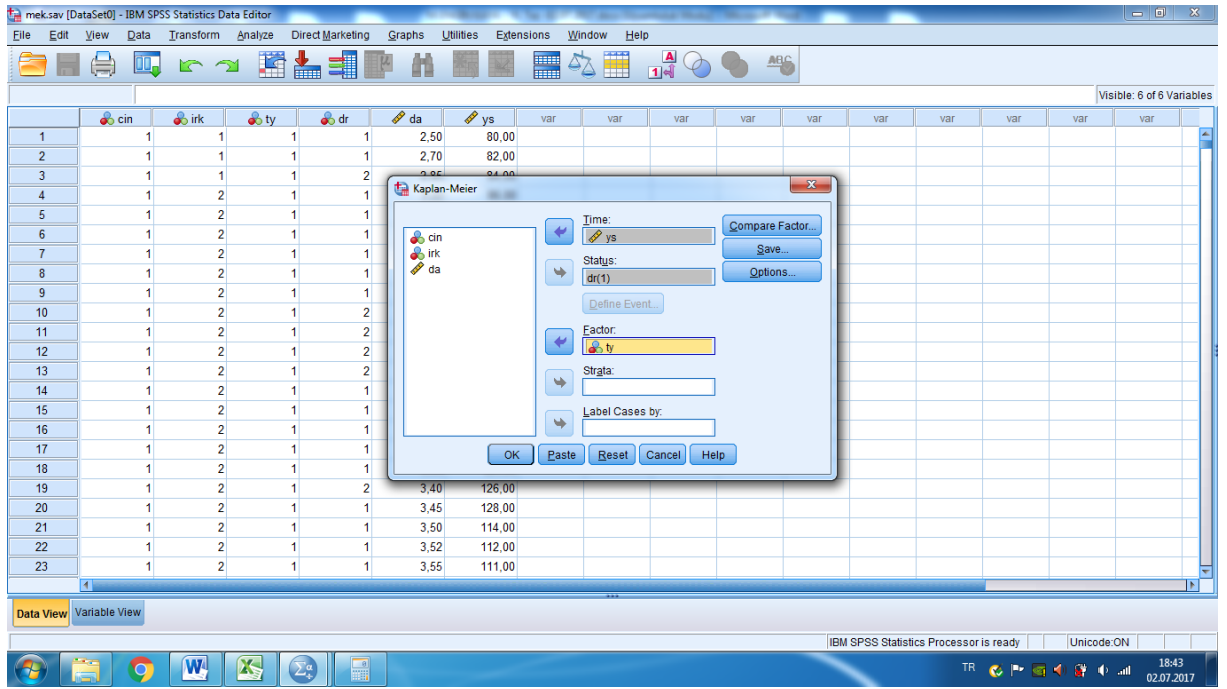 mek.sav [DataSet0] - IBM SPSS Statistics Data Editor
File Edit View Data Transform Analyze Direct Marketing Graphs Utilities Extensions Window Help
Visible: 6 of 6 Variables
cin irk ty dr da ys var var var var var var var var var var
1 1 1 1 1 2,50 80,00
2 1 1 1 1 2,70 82,00
3 1 1 1 2 2,85 84,00
4 1 2 1 1
5 1 2 1 1
6 1 2 1 1
7 1 2 1 1
8 1 2 1 1
9 1 2 1 1
10 1 2 1 2
11 1 2 1 2
12 1 2 1 2
13 1 2 1 2
14 1 2 1 1
15 1 2 1 1
16 1 2 1 1
17 1 2 1 1
18 1 2 1 1
19 1 2 1 2 3,40 126,00
20 1 2 1 1 3,45 128,00
21 1 2 1 1 3,50 114,00
22 1 2 1 1 3,52 112,00
23 1 2 1 1 3,55 111,00
Kaplan-Meier
cin
irk
da
Time:
ys
Status:
dr(1)
Define Event...
Factor:
ty
Strata:
Label Cases by:
Compare Factor...
Save...
Options...
OK Paste Reset Cancel Help
Data View Variable View
IBM SPSS Statistics Processor is ready Unicode:ON
TR 18:43
02.07.2017